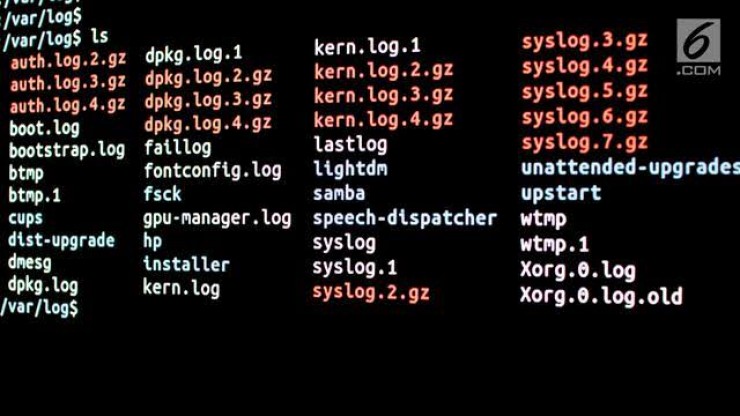 /var/log$
/var/log$
/var/log$ ls
auth.log.2.gz dpkg.log.1 kern.log.1 syslog.3.gz
auth.log.3.gz dpkg.log.2.gz kern.log.2.gz syslog.4.gz
auth.log.4.gz dpkg.log.3.gz kern.log.3.gz syslog.5.gz
boot.log dpkg.log.4.gz kern.log.4.gz syslog.6.gz
bootstrap.log faillog lastlog syslog.7.gz
btmp fontconfig.log lightdm unattended-upgrades
btmp.1 fsck samba upstart
cups gpu-manager.log speech-dispatcher wtmp
dist-upgrade hp syslog wtmp.1
dmesg installer syslog.1 Xorg.0.log
dpkg.log kern.log syslog.2.gz Xorg.0.log.old
/var/log$
6
.COM